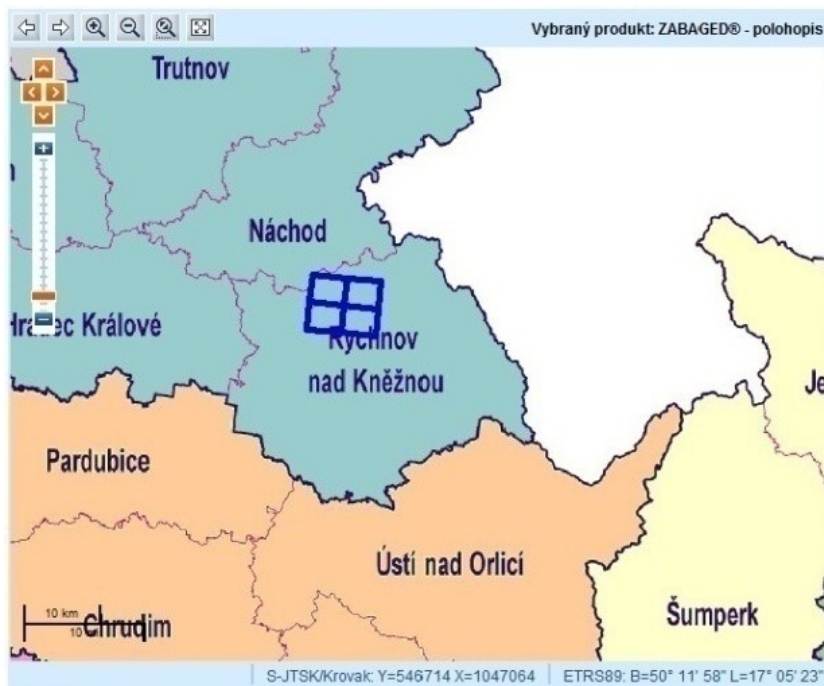 Vybraný produkt: ZABAGED® - polohopis
Trutnov
Náchod
Hradec Králové
Rychnov
nad Kněžnou
Je
Pardubice
Ústí nad Orlicí
Šumperk
10 km
Chrudim
S-JTSK/Krovak: Y=546714 X=1047064
ETRS89: B=50° 11' 58" L=17° 05' 23"